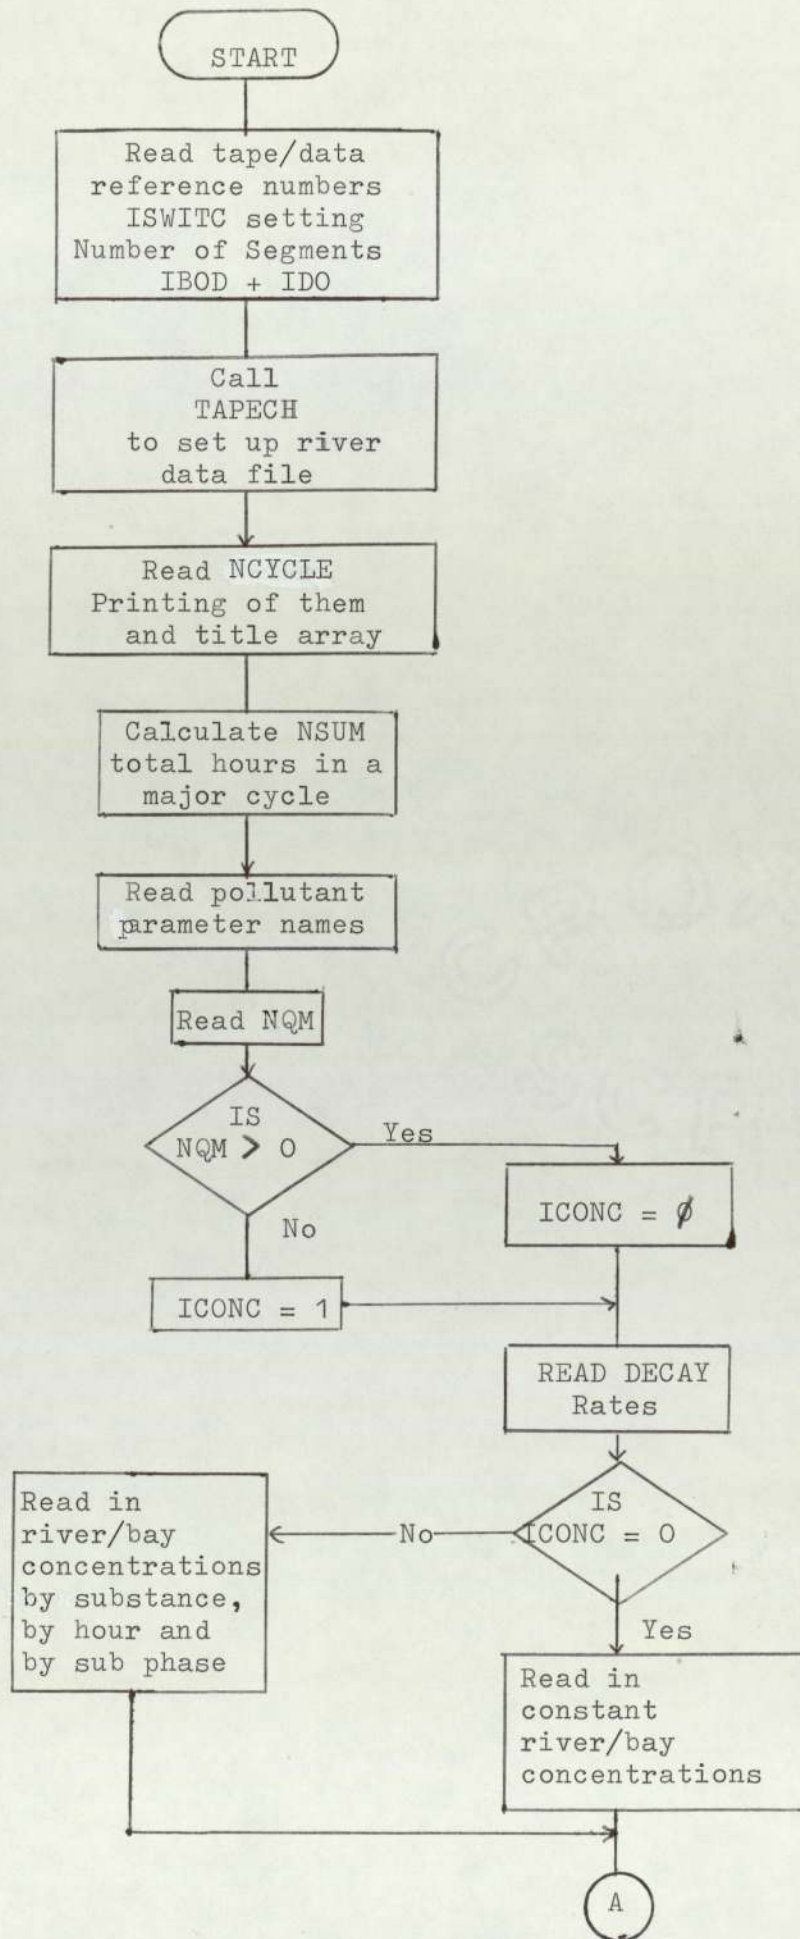 START
Read tape/data
reference numbers
ISWITC setting
Number of Segments
IBOD + IDO
Call
TAPECH
to set up river
data file
Read NCYCLE
Printing of them
and title array
Calculate NSUM
total hours in a
major cycle
Read pollutant
parameter names
Read NQM
IS
NQM > 0
Yes
No
ICONC = ∅
ICONC = 1
READ DECAY
Rates
IS
ICONC = 0
No
Yes
Read in
river/bay
concentrations
by substance,
by hour and
by sub phase
Read in
constant
river/bay
concentrations
A